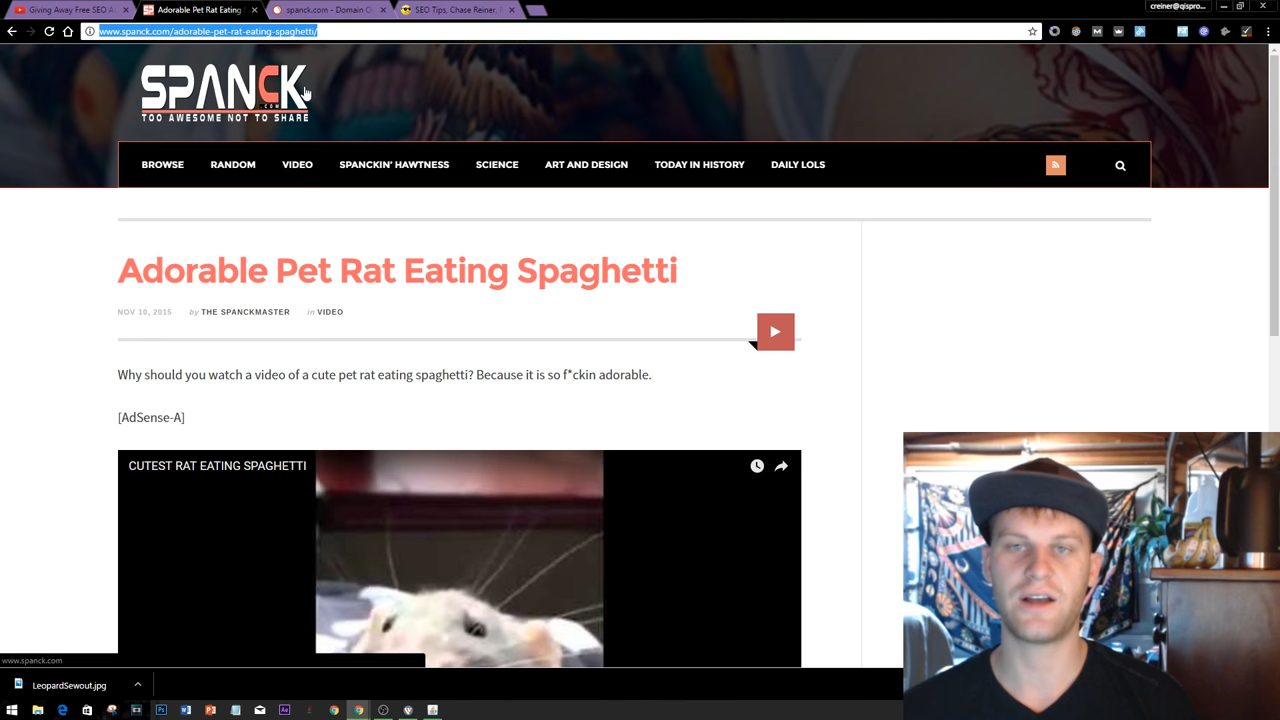 Giving Away Free SEO A
Adorable Pet Rat Eating
spanck.com - Domain O
SEO Tips, Chase Reiner,
creiner@qispro...
www.spanck.com/adorable-pet-rat-eating-spaghetti/
SPANCK
.COM
TOO AWESOME NOT TO SHARE
BROWSE RANDOM VIDEO SPANCKIN' HAWTNESS SCIENCE ART AND DESIGN TODAY IN HISTORY DAILY LOLS
Adorable Pet Rat Eating Spaghetti
NOV 10, 2015 by THE SPANCKMASTER in VIDEO
Why should you watch a video of a cute pet rat eating spaghetti? Because it is so f*ckin adorable.
[AdSense-A]
CUTEST RAT EATING SPAGHETTI
www.spanck.com
LeopardSewout.jpg